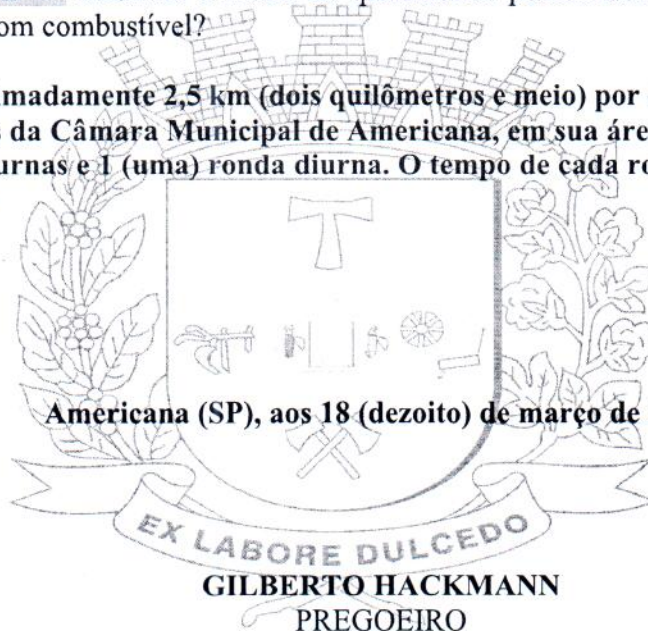 om combustível?
madamente 2,5 km (dois quilômetros e meio) por
s da Câmara Municipal de Americana, em sua áre
urnas e 1 (uma) ronda diurna. O tempo de cada ro
Americana (SP), aos 18 (dezoito) de março de
EX LABORE DULCEDO
GILBERTO HACKMANN
PREGOEIRO